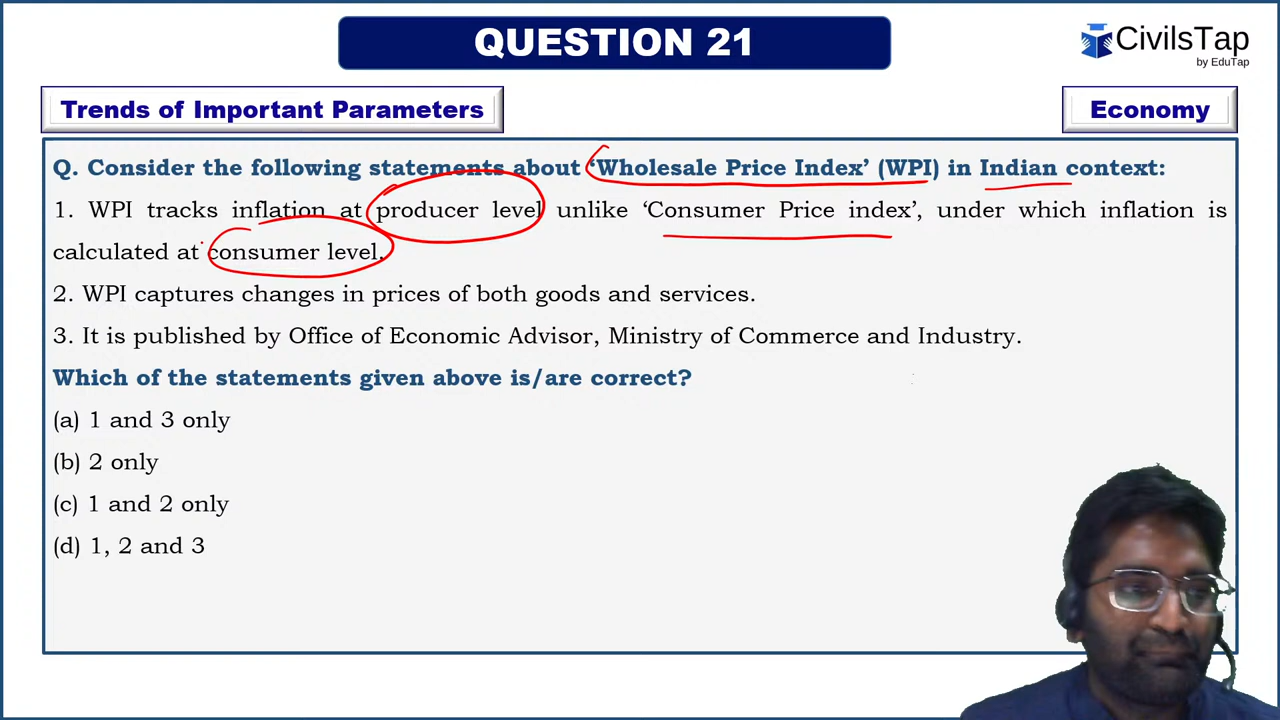 QUESTION 21
CivilsTap
by EduTap
Trends of Important Parameters
Economy
Q. Consider the following statements about ‘Wholesale Price Index’ (WPI) in Indian context:
1. WPI tracks inflation at producer level unlike ‘Consumer Price index’, under which inflation is
calculated at consumer level.
2. WPI captures changes in prices of both goods and services.
3. It is published by Office of Economic Advisor, Ministry of Commerce and Industry.
Which of the statements given above is/are correct?
(a) 1 and 3 only
(b) 2 only
(c) 1 and 2 only
(d) 1, 2 and 3